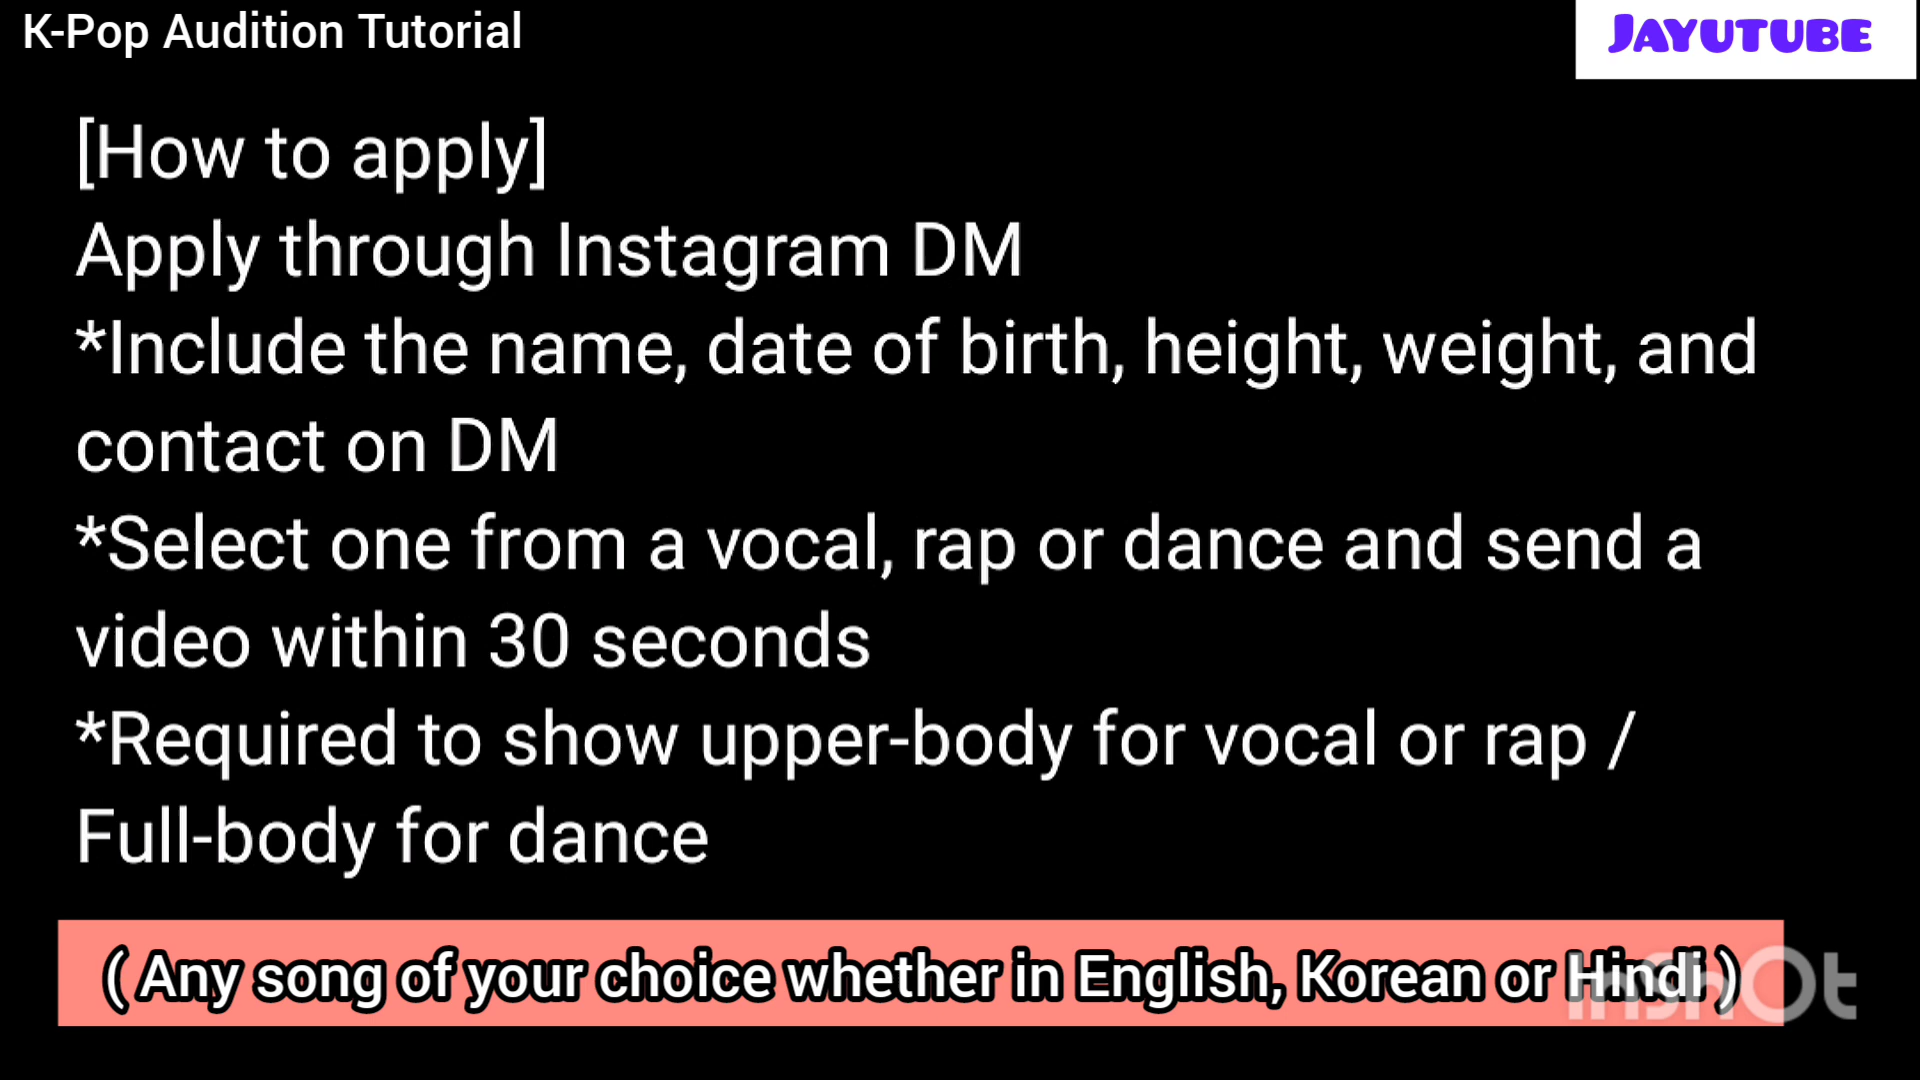 K-Pop Audition Tutorial
JAYUTUBE
[How to apply]
Apply through Instagram DM
*Include the name, date of birth, height, weight, and
contact on DM
*Select one from a vocal, rap or dance and send a
video within 30 seconds
*Required to show upper-body for vocal or rap /
Full-body for dance
( Any song of your choice whether in English, Korean or Hindi )
InShOt